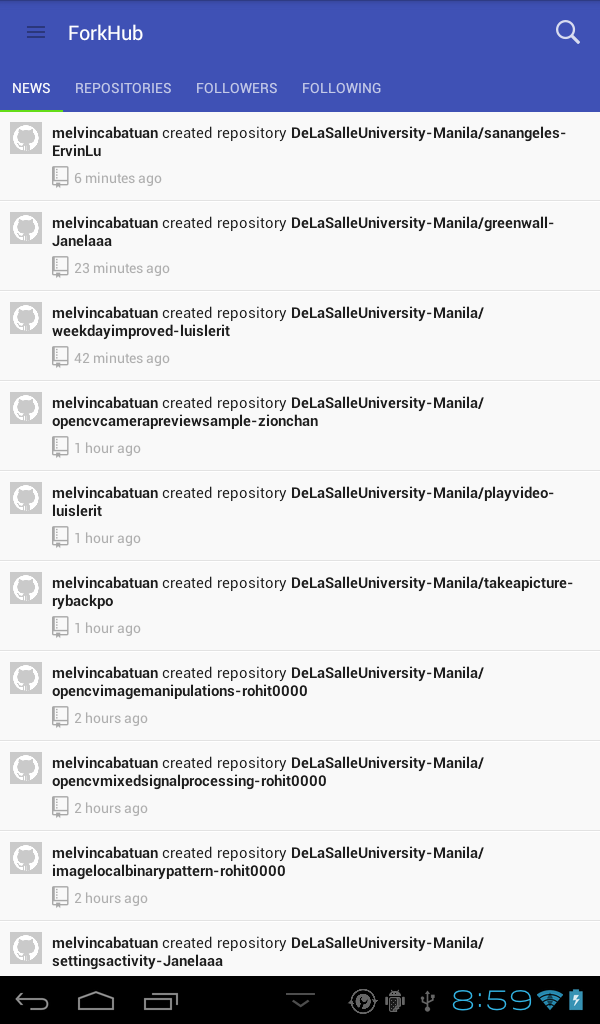 ForkHub
NEWS REPOSITORIES FOLLOWERS FOLLOWING
melvincabatuan created repository DeLaSalleUniversity-Manila/sanangeles-
ErvinLu
6 minutes ago
melvincabatuan created repository DeLaSalleUniversity-Manila/greenwall-
Janelaaa
23 minutes ago
melvincabatuan created repository DeLaSalleUniversity-Manila/
weekdayimproved-luislerit
42 minutes ago
melvincabatuan created repository DeLaSalleUniversity-Manila/
opencvcamerapreviewsample-zionchan
1 hour ago
melvincabatuan created repository DeLaSalleUniversity-Manila/playvideo-
luislerit
1 hour ago
melvincabatuan created repository DeLaSalleUniversity-Manila/takeapicture-
rybackpo
1 hour ago
melvincabatuan created repository DeLaSalleUniversity-Manila/
opencvimagemanipulations-rohit0000
2 hours ago
melvincabatuan created repository DeLaSalleUniversity-Manila/
opencvmixedsignalprocessing-rohit0000
2 hours ago
melvincabatuan created repository DeLaSalleUniversity-Manila/
imagelocalbinarypattern-rohit0000
2 hours ago
melvincabatuan created repository DeLaSalleUniversity-Manila/
settingsactivity-Janelaaa
8:59